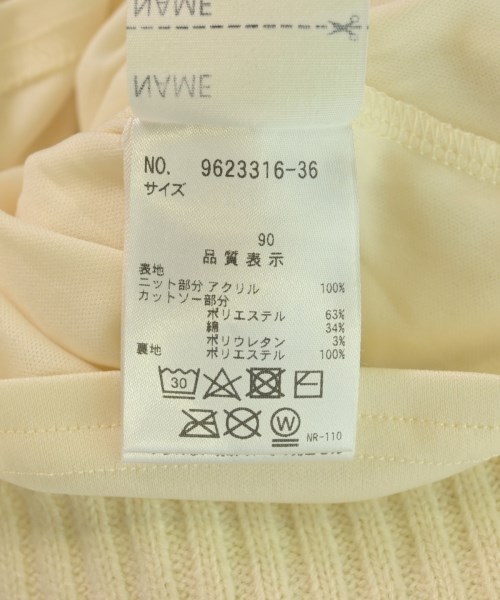 NAME
NAME
NO. 9623316-36
サイズ
90
品質表示
表地
ニット部分 アクリル 100%
カットソー部分
ポリエステル 63%
綿 34%
ポリウレタン 3%
裏地 ポリエステル 100%
30
W
NR-110